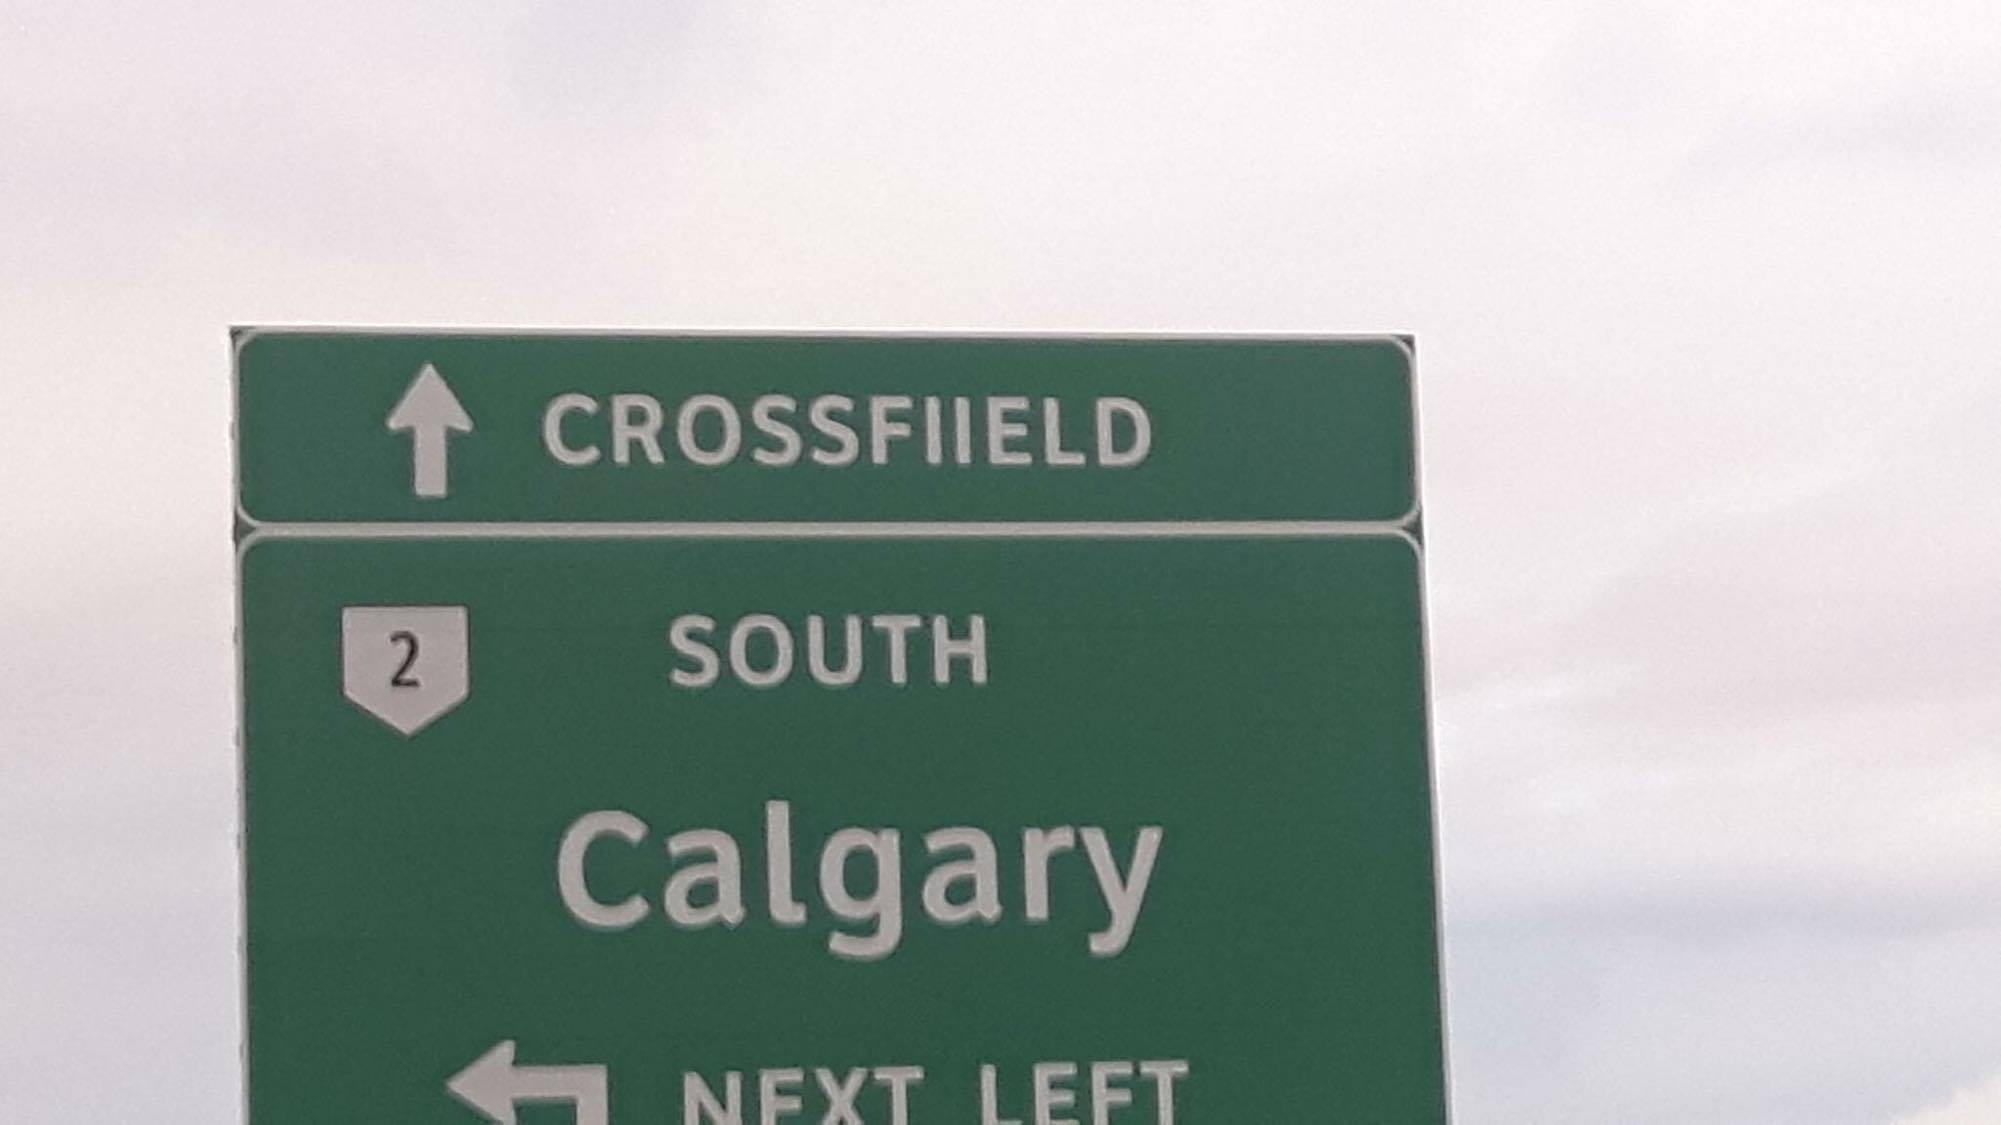 CROSSFIIELD
2 SOUTH
Calgary
NEXT LEFT